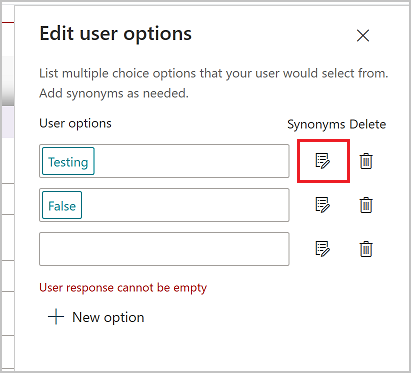 Edit user options
List multiple choice options that your user would select from.
Add synonyms as needed.
User options Synonyms Delete
Testing
False
User response cannot be empty
New option